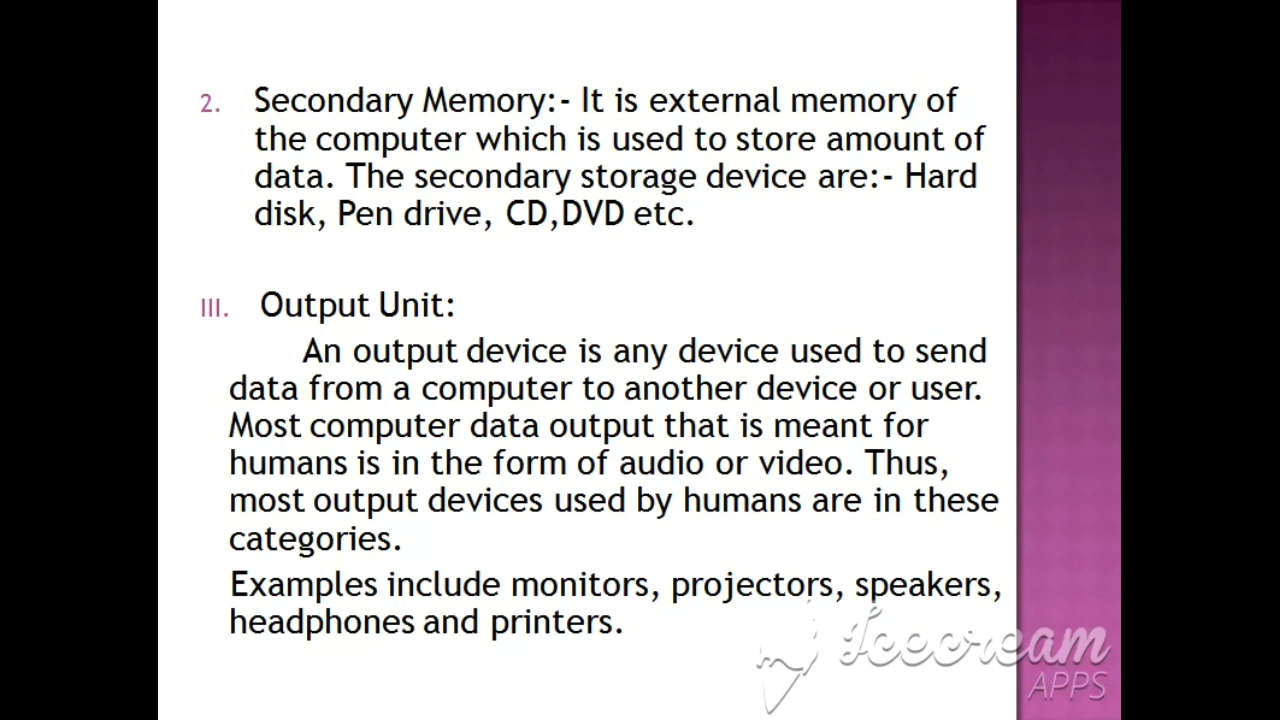 2. Secondary Memory:- It is external memory of
the computer which is used to store amount of
data. The secondary storage device are:- Hard
disk, Pen drive, CD,DVD etc.
III. Output Unit:
An output device is any device used to send
data from a computer to another device or user.
Most computer data output that is meant for
humans is in the form of audio or video. Thus,
most output devices used by humans are in these
categories.
Examples include monitors, projectors, speakers,
headphones and printers.
Icecream
APPS